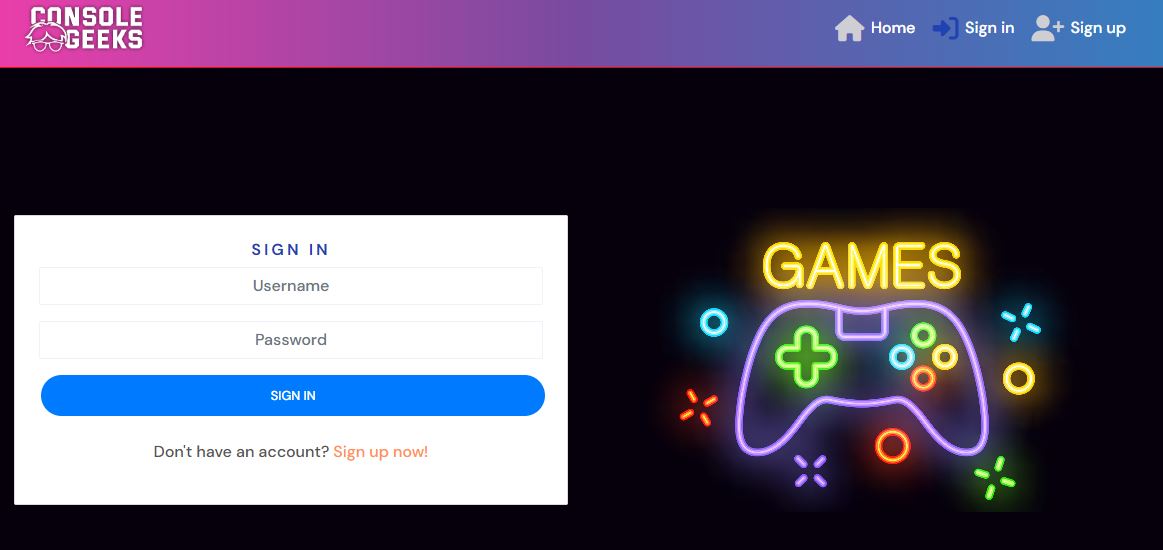 CONSOLE
GEEKS
Home
Sign in
Sign up
SIGN IN
Username
Password
SIGN IN
Don't have an account? Sign up now!
GAMES